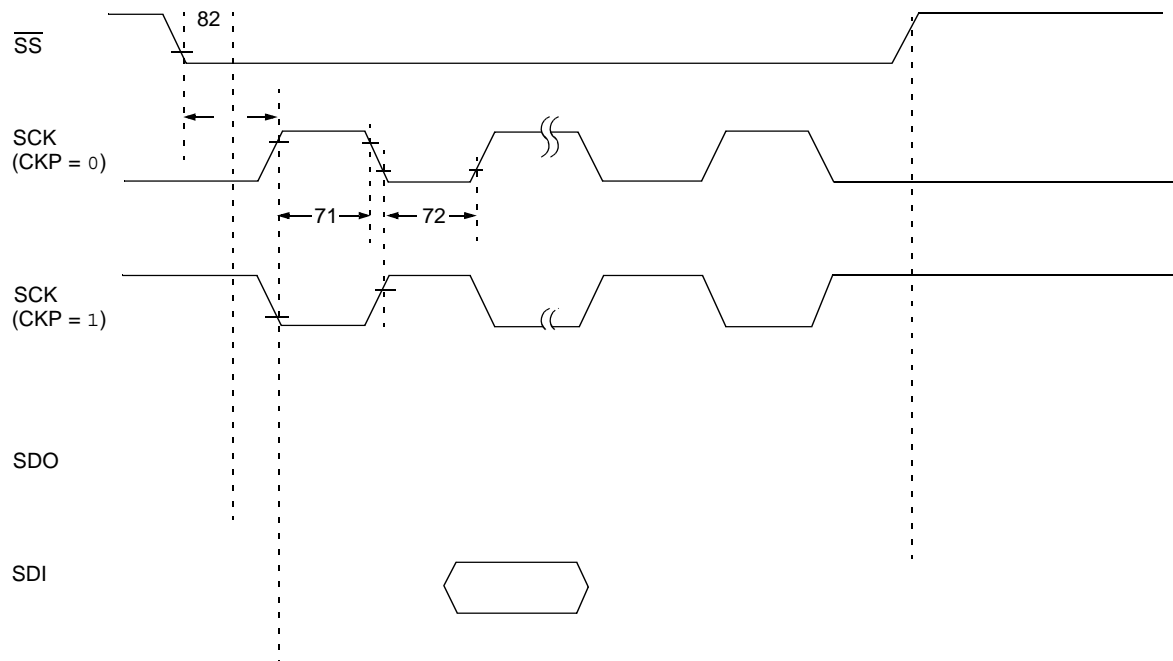 82
SS
SCK
(CKP = 0)
71
72
SCK
(CKP = 1)
SDO
SDI